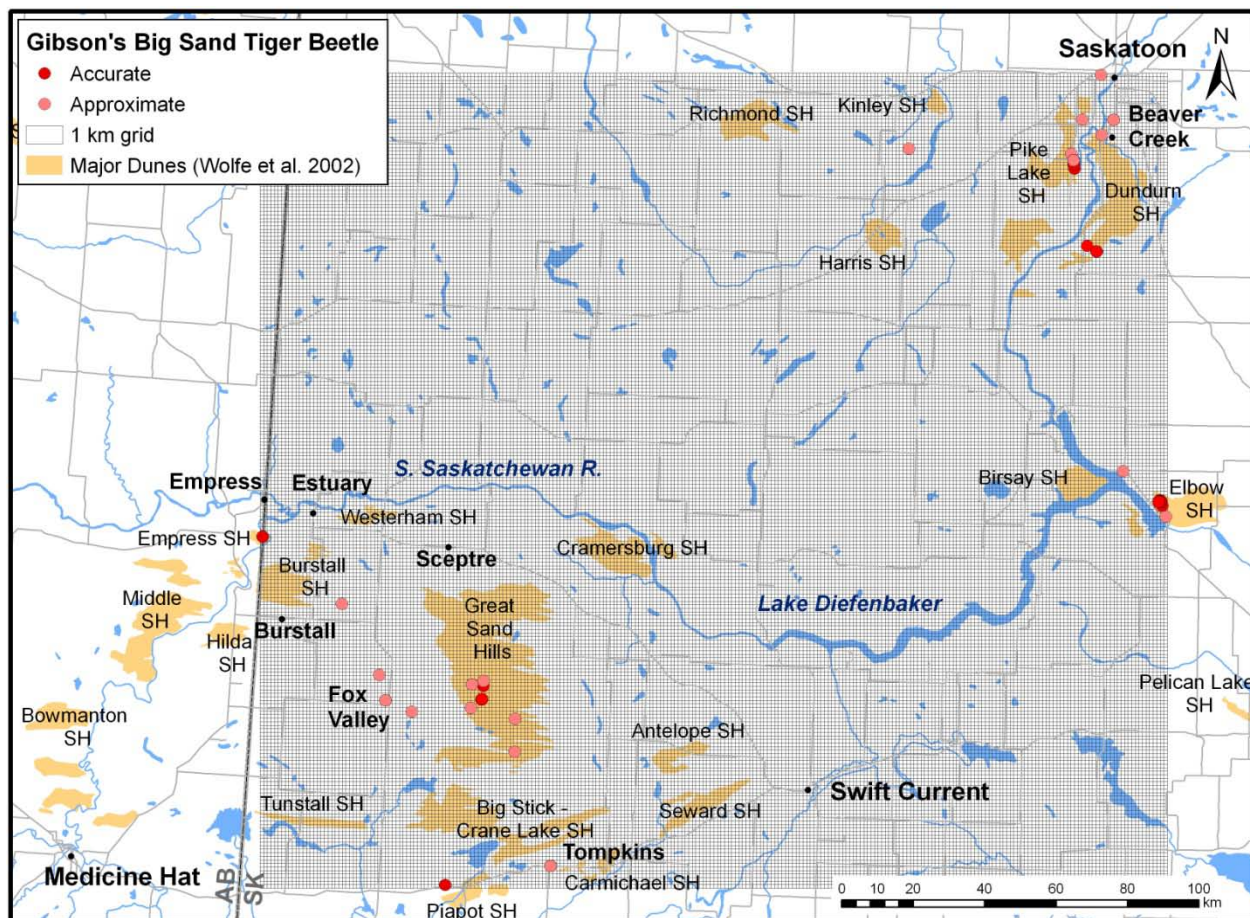 Gibson's Big Sand Tiger Beetle
Accurate
Approximate
1 km grid
Major Dunes (Wolfe et al. 2002)
Saskatoon
N
Richmond SH
Kinley SH
Beaver
Creek
Pike
Lake
SH
Dundurn
SH
Harris SH
S. Saskatchewan R.
Empress
Estuary
Birsay SH
Elbow
SH
Westerham SH
Empress SH
Sceptre
Cramersburg SH
Burstall
SH
Middle
SH
Great
Sand
Hills
Lake Diefenbaker
Burstall
Hilda
SH
Fox
Valley
Pelican Lake
SH
Bowmanton
SH
Antelope SH
Tunstall SH
Big Stick -
Crane Lake SH
Seward SH
Swift Current
Tompkins
Medicine Hat
AB
SK
Carmichael SH
Piapot SH
0 10 20 40 60 80 100
km